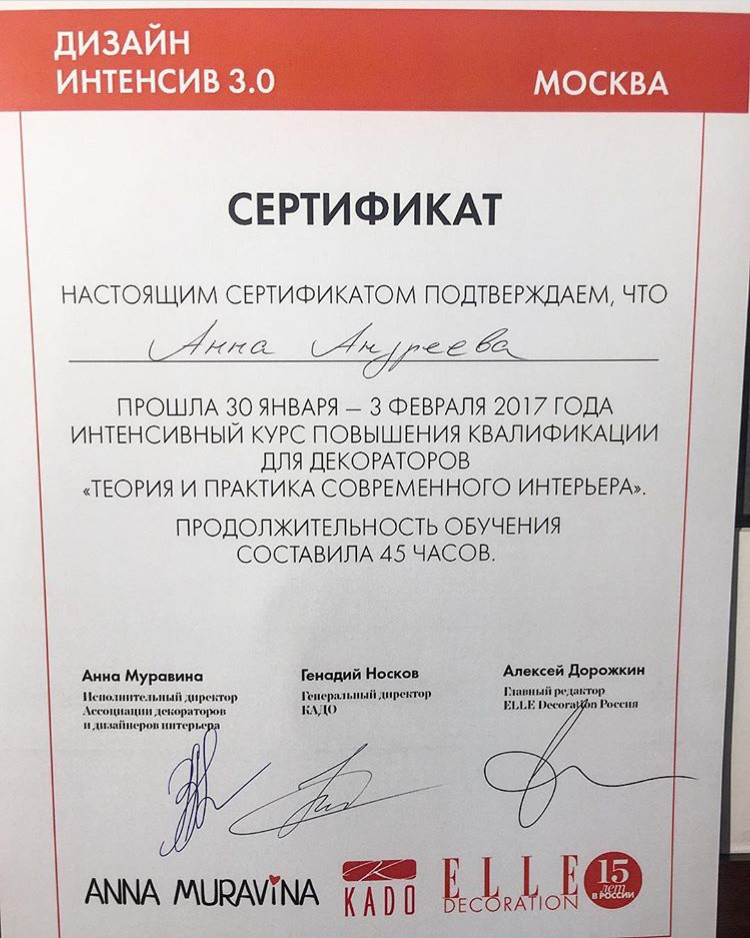 ДИЗАЙН
ИНТЕНСИВ 3.0
МОСКВА
СЕРТИФИКАТ
НАСТОЯЩИМ СЕРТИФИКАТОМ ПОДТВЕРЖДАЕМ, ЧТО
Анна Андреева
ПРОШЛА 30 ЯНВАРЯ – 3 ФЕВРАЛЯ 2017 ГОДА
ИНТЕНСИВНЫЙ КУРС ПОВЫШЕНИЯ КВАЛИФИКАЦИИ
ДЛЯ ДЕКОРАТОРОВ
«ТЕОРИЯ И ПРАКТИКА СОВРЕМЕННОГО ИНТЕРЬЕРА».
ПРОДОЛЖИТЕЛЬНОСТЬ ОБУЧЕНИЯ
СОСТАВИЛА 45 ЧАСОВ.
Анна Муравина
Исполнительный директор
Ассоциации декораторов
и дизайнеров интерьера
Генадий Носков
Генеральный директор
КАДО
Алексей Дорожкин
Главный редактор
ELLE Decoration Россия
ANNA MURAVINA
KADO
ELLE
DECORATION
15
лет
В РОССИИ